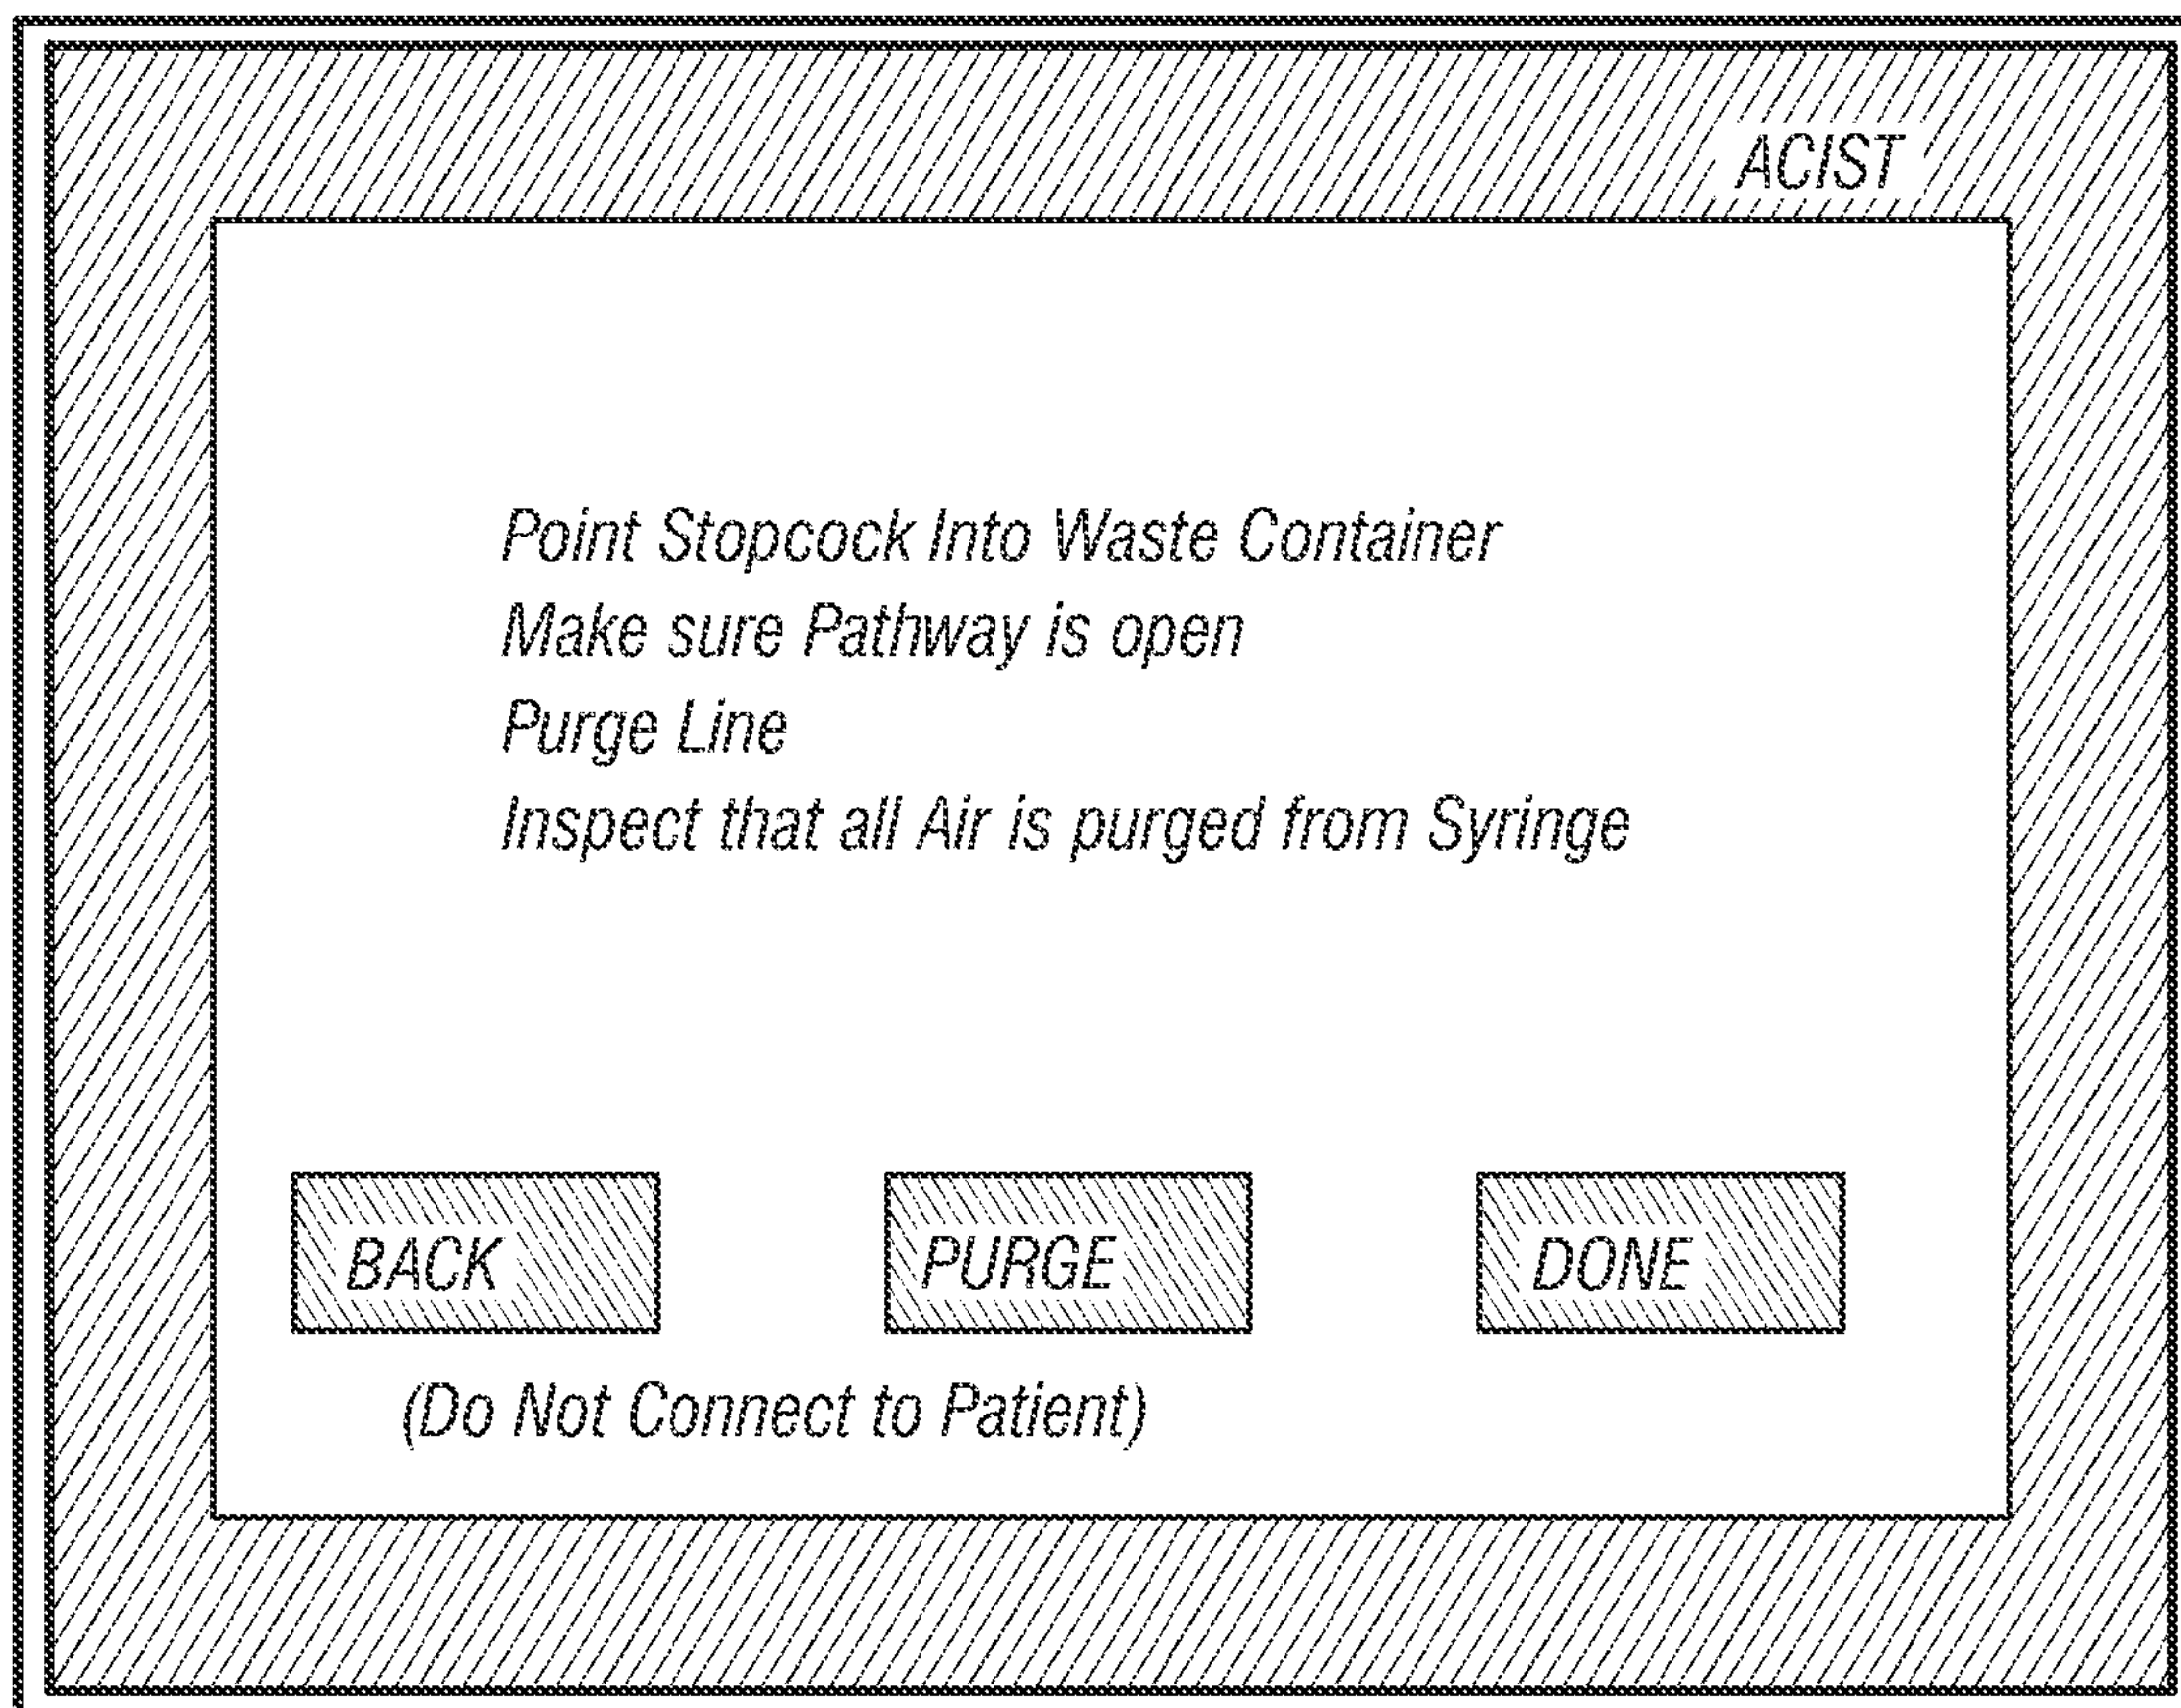 ACIST
Point Stopcock Into Waste Container
Make sure Pathway is open
Purge Line
Inspect that all Air is purged from Syringe
BACK PURGE DONE
(Do Not Connect to Patient)